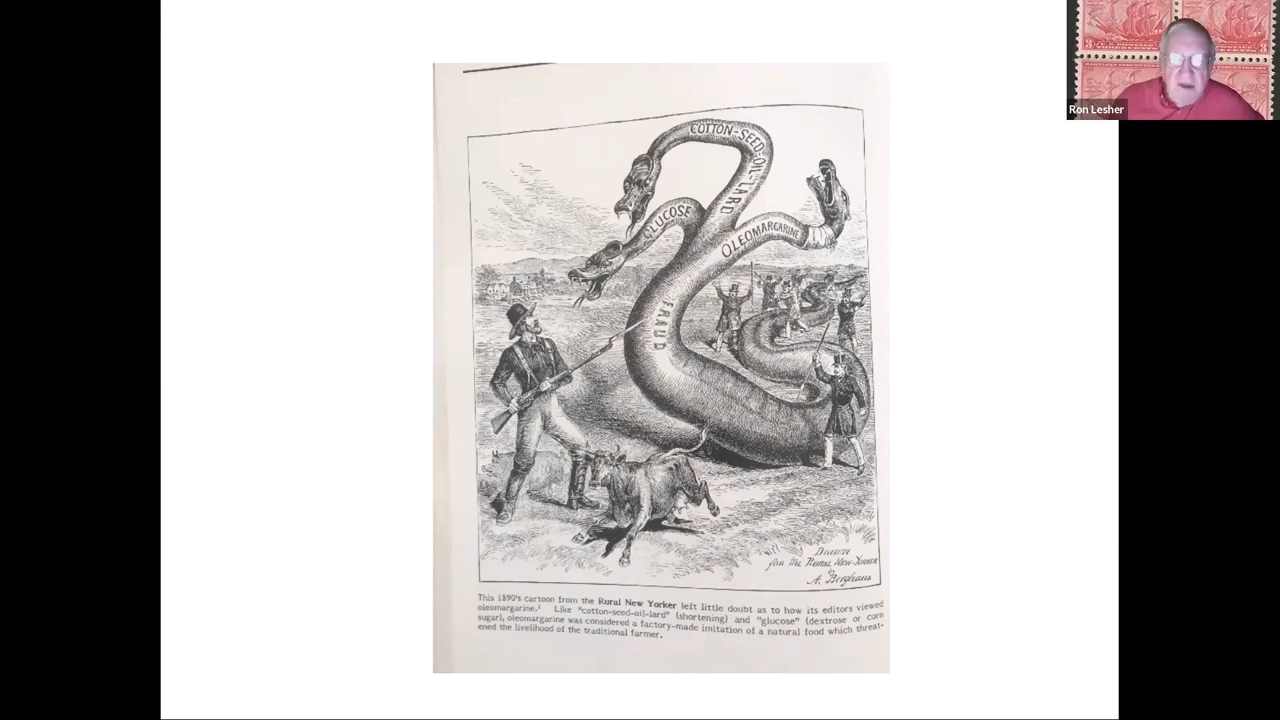 Ron Lesher
COTTON-SEED-OIL-LARD
GLUCOSE
OLEOMARGARINE
FRAUD
Drawn
for the RURAL NEW-YORKER
by
A. Berghaus
This 1890's cartoon from the Rural New Yorker left little doubt as to how its editors viewed
oleomargarine.¹ Like "cotton-seed-oil-lard" (shortening) and "glucose" (dextrose or corn
sugar), oleomargarine was considered a factory-made imitation of a natural food which threat-
ened the livelihood of the traditional farmer.